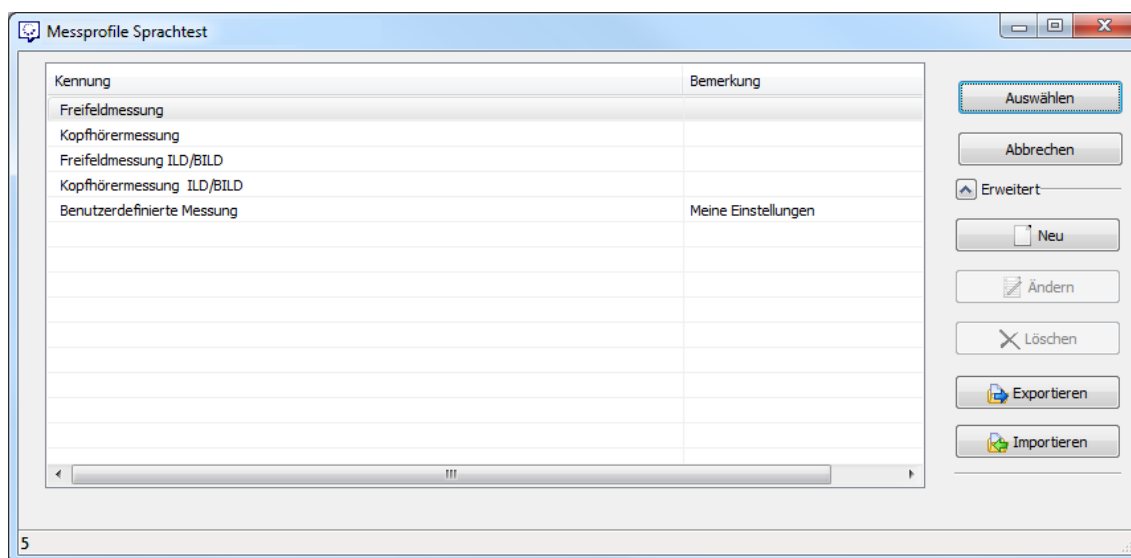 Messprofile Sprachtest
Kennung Bemerkung
Freifeldmessung
Kopfhörermessung
Freifeldmessung ILD/BILD
Kopfhörermessung  ILD/BILD
Benutzerdefinierte Messung Meine Einstellungen
Auswählen
Abbrechen
Erweitert
Neu
Ändern
Löschen
Exportieren
Importieren
5